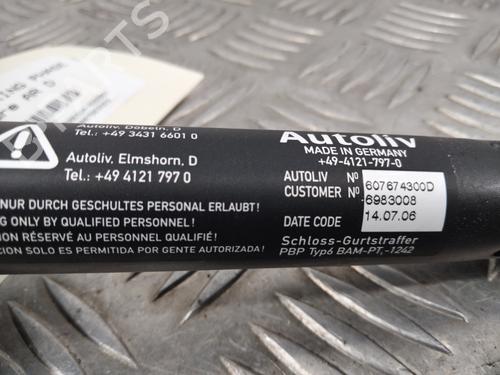 Autoliv. Döbeln. D
Tel.: +49 3431 6601 0
Autoliv. Elmshorn, D
Tel.: +49 4121 797 0
NUR DURCH GESCHULTES PERSONAL ERLAUBT!
NG ONLY BY QUALIFIED PERSONNEL!
ION RÉSERVÉ AU PERSONNEL QUALIFIÉ!
CION SOLO ES PERMITIDA POR GENTE AUTORIZADA!
Autoliv
MADE IN GERMANY
+49-4121-797-0
AUTOLIV Nº 607674300D
CUSTOMER Nº 6983008
DATE CODE 14.07.06
Schloss-Gurtstraffer
PBP Typ6 BAM-PT,-1242